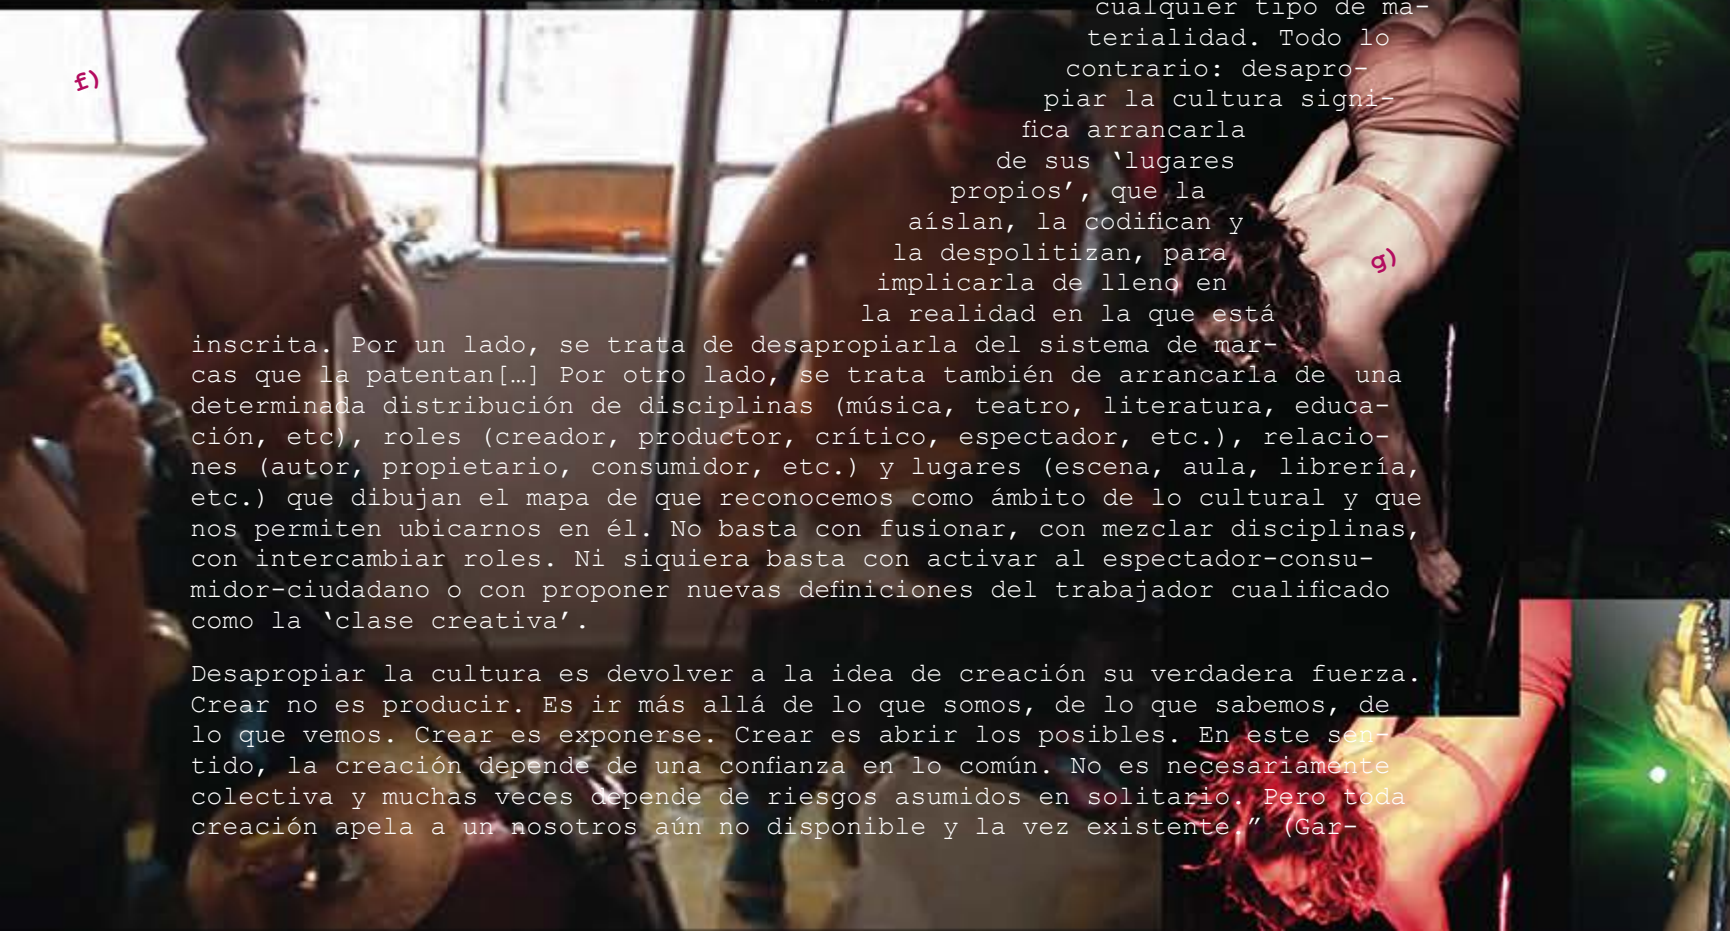 cualquier tipo de ma-
terialidad. Todo lo
f)
contrario: desapro-
piar la cultura signi-
fica arrancarla
de sus ‘lugares
propios’, que la
aíslan, la codifican y
la despolitizan, para
g)
implicarla de lleno en
la realidad en la que está
inscrita. Por un lado, se trata de desapropiarla del sistema de mar-
cas que la patentan[…] Por otro lado, se trata también de arrancarla de una
determinada distribución de disciplinas (música, teatro, literatura, educa-
ción, etc), roles (creador, productor, crítico, espectador, etc.), relacio-
nes (autor, propietario, consumidor, etc.) y lugares (escena, aula, librería,
etc.) que dibujan el mapa de que reconocemos como ámbito de lo cultural y que
nos permiten ubicarnos en él. No basta con fusionar, con mezclar disciplinas,
con intercambiar roles. Ni siquiera basta con activar al espectador-consu-
midor-ciudadano o con proponer nuevas definiciones del trabajador cualificado
como la ‘clase creativa’.
Desapropiar la cultura es devolver a la idea de creación su verdadera fuerza.
Crear no es producir. Es ir más allá de lo que somos, de lo que sabemos, de
lo que vemos. Crear es exponerse. Crear es abrir los posibles. En este sen-
tido, la creación depende de una confianza en lo común. No es necesariamente
colectiva y muchas veces depende de riesgos asumidos en solitario. Pero toda
creación apela a un nosotros aún no disponible y la vez existente.” (Gar-